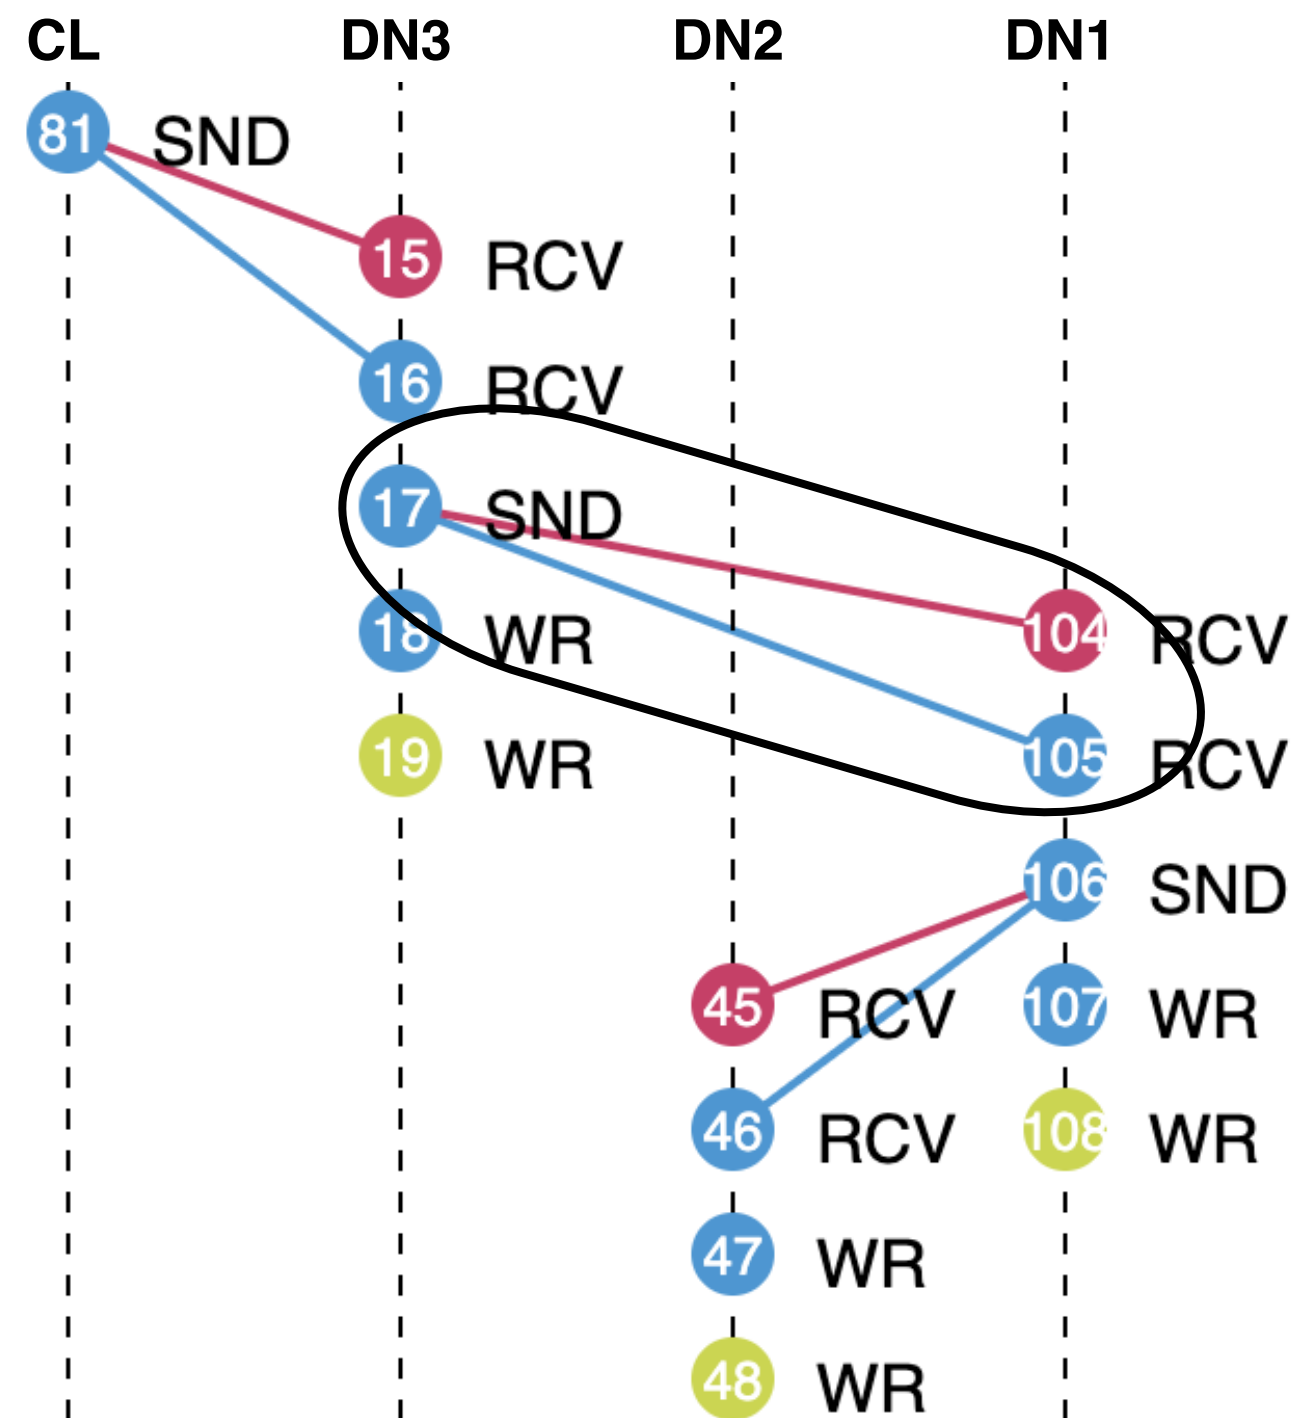 CL DN3 DN2 DN1
81 SND
15 RCV
16 RCV
17 SND
18 WR 104 RCV
19 WR 105 RCV
106 SND
45 RCV 107 WR
46 RCV 108 WR
47 WR
48 WR